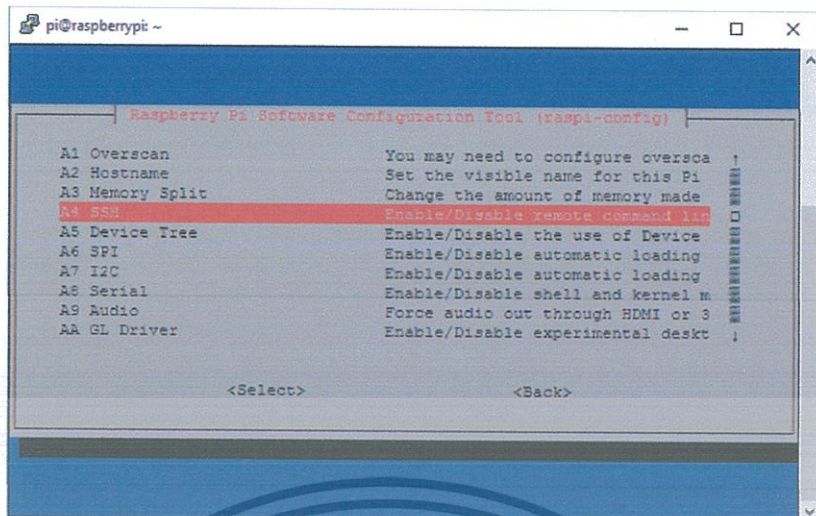 pi@raspberrypi: ~
Raspberry Pi Software Configuration Tool (raspi-config)
A1 Overscan You may need to configure oversca
A2 Hostname Set the visible name for this Pi
A3 Memory Split Change the amount of memory made
A4 SSH Enable/Disable remote command lin
A5 Device Tree Enable/Disable the use of Device
A6 SPI Enable/Disable automatic loading
A7 I2C Enable/Disable automatic loading
A8 Serial Enable/Disable shell and kernel m
A9 Audio Force audio out through HDMI or 3
AA GL Driver Enable/Disable experimental deskt
<Select> <Back>